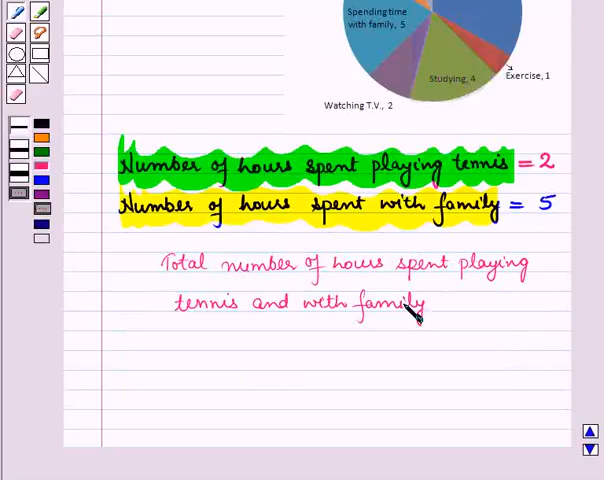 Spending time
with family, 5
Studying, 4
Exercise, 1
Watching T.V., 2
Number of hours spent playing tennis = 2
Number of hours spent with family = 5
Total number of hours spent playing
tennis and with family